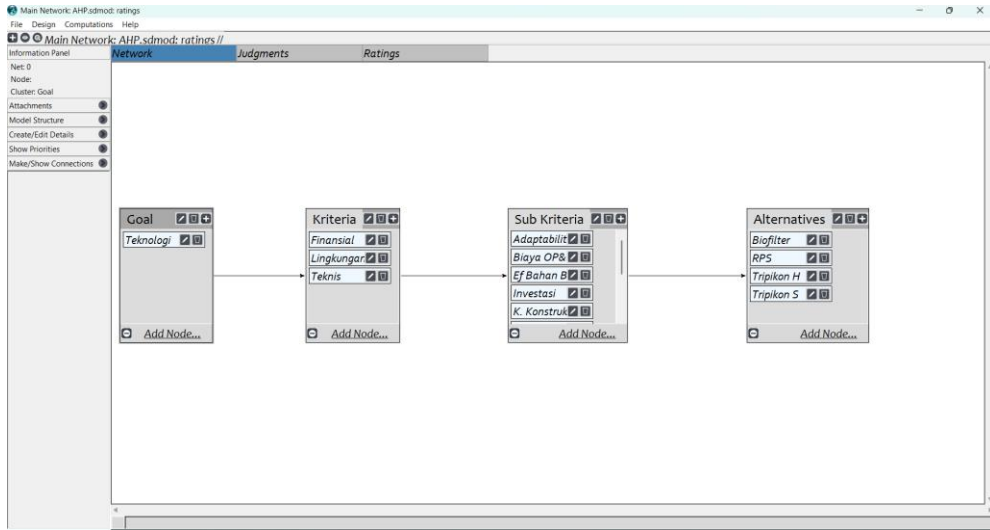 Main Network: AHP.sdmod: ratings
File Design Computations Help
Main Network: AHP.sdmod: ratings//
Information Panel
Net: 0
Node:
Cluster: Goal
Attachments
Model Structure
Create/Edit Details
Show Priorities
Make/Show Connections
Network Judgments Ratings
Goal
Teknologi
Add Node...
Kriteria
Finansial
Lingkungan
Teknis
Add Node...
Sub Kriteria
Adaptabilit
Biaya OP&
Ef Bahan B
Investasi
K. Konstruk
Add Node...
Alternatives
Biofilter
RPS
Tripikon H
Tripikon S
Add Node...